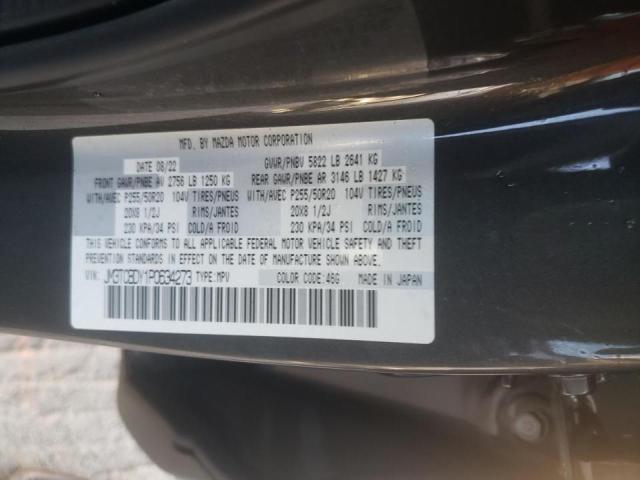 MFD. BY MAZDA MOTOR CORPORATION
DATE 08/22 GVWR/PNBV 5822 LB 2641 KG
FRONT GAWR/PNBE AV 2756 LB 1250 KG REAR GAWR/PNBE AR 3146 LB 1427 KG
WITH/AVEC P255/50R20 104V TIRES/PNEUS WITH/AVEC P255/50R20 104V TIRES/PNEUS
20X8 1/2J RIMS/JANTES 20X8 1/2J RIMS/JANTES
230 KPA/34 PSI COLD/A FROID 230 KPA/34 PSI COLD/A FROID
THIS VEHICLE CONFORMS TO ALL APPLICABLE FEDERAL MOTOR VEHICLE SAFETY AND THEFT
PREVENTION STANDARDS IN EFFECT ON THE DATE OF MANUFACTURE SHOWN ABOVE.
VIN: JM3TCBDY1P0634273 TYPE: MPV COLOR CODE: 46G MADE IN JAPAN